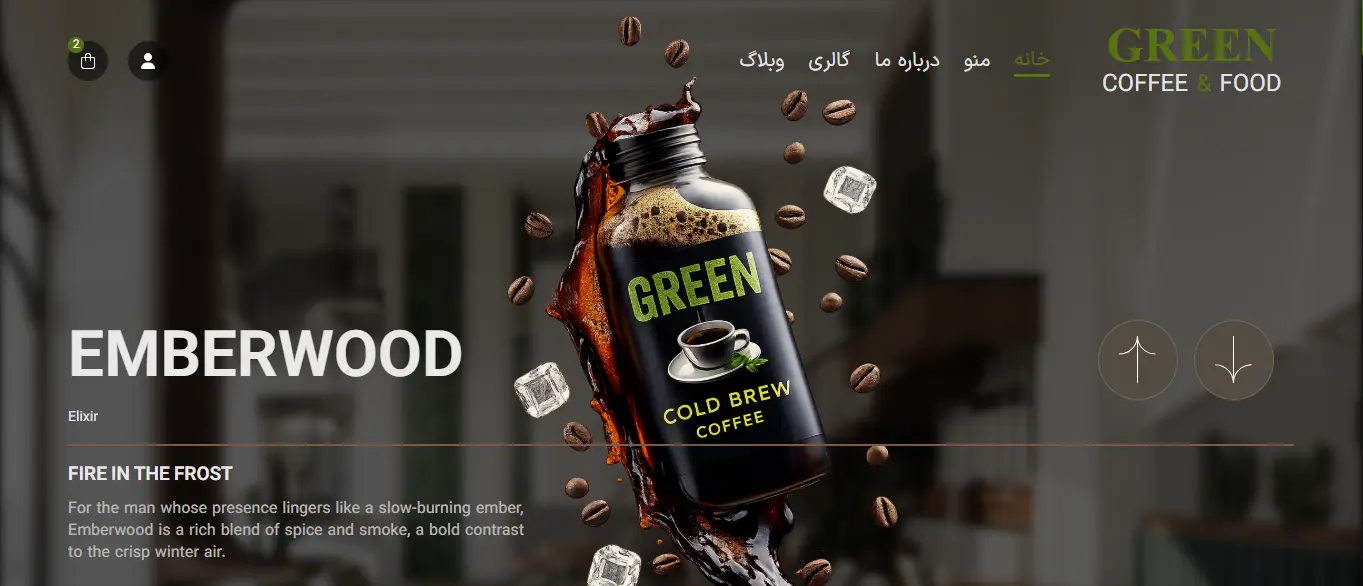 2
خانه
منو
درباره ما
گالری
وبلاگ
GREEN
COFFEE & FOOD
GREEN
COLD BREW
COFFEE
EMBERWOOD
Elixir
FIRE IN THE FROST
For the man whose presence lingers like a slow-burning ember,
Emberwood is a rich blend of spice and smoke, a bold contrast
to the crisp winter air.